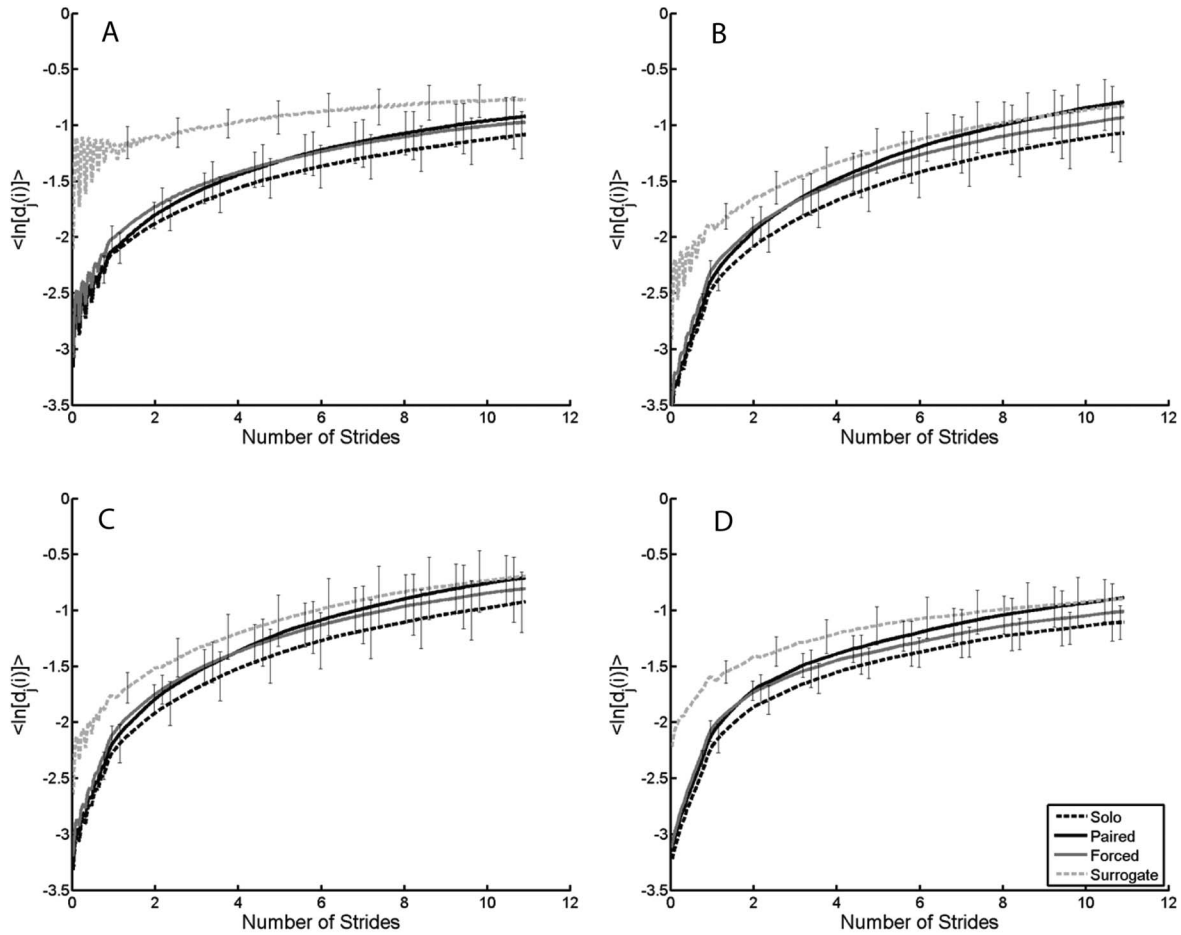 A
0
-0.5
-1
-1.5
-2
-2.5
-3
-3.5
<ln[dj(i)]>
0 2 4 6 8 10 12
Number of Strides
B
0
-0.5
-1
-1.5
-2
-2.5
-3
-3.5
<ln[dj(i)]>
0 2 4 6 8 10 12
Number of Strides
C
0
-0.5
-1
-1.5
-2
-2.5
-3
-3.5
<ln[dj(i)]>
0 2 4 6 8 10 12
Number of Strides
D
0
-0.5
-1
-1.5
-2
-2.5
-3
-3.5
<ln[dj(i)]>
0 2 4 6 8 10 12
Number of Strides
Solo
Paired
Forced
Surrogate